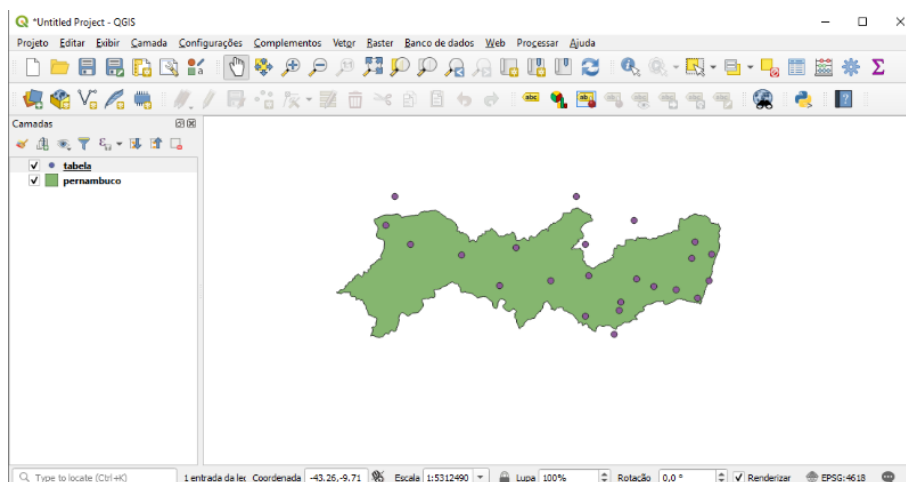 *Untitled Project - QGIS
Projeto Editar Exibir Camada Configurações Complementos Vetor Raster Banco de dados Web Processar Ajuda
abc
Camadas
tabela
pernambuco
Type to locate (Ctrl+K) 1 entrada da lec Coordenada -43.26,-9.71 Escala 1:5312490 Lupa 100% Rotação 0,0 ° Renderizar EPSG:4618